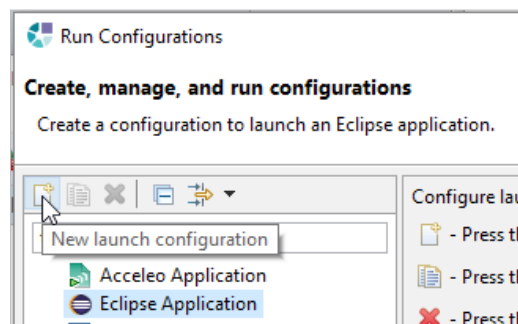 Run Configurations
Create, manage, and run configurations
Create a configuration to launch an Eclipse application.
Configure lau
New launch configuration
- Press th
Acceleo Application
- Press th
Eclipse Application
- Press th